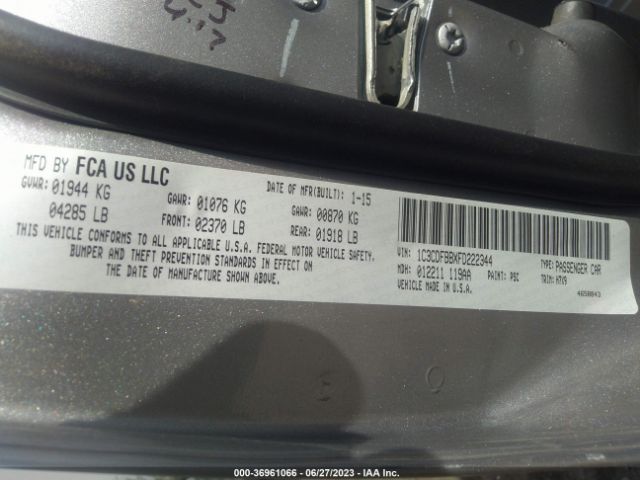 MFD BY FCA US LLC
DATE OF MFR(BUILT): 1-15
GVWR: 01944 KG GAWR: 01076 KG GAWR: 00870 KG
04285 LB FRONT: 02370 LB REAR: 01918 LB
THIS VEHICLE CONFORMS TO ALL APPLICABLE U.S.A. FEDERAL MOTOR VEHICLE SAFETY,
BUMPER AND THEFT PREVENTION STANDARDS IN EFFECT ON
THE DATE OF MANUFACTURE SHOWN ABOVE.
VIN: 1C3CDFBBXFD222344 TYPE: PASSENGER CAR
MDH: 012211 119AA PAINT: PSC TRIM: H7X9
VEHICLE MADE IN U.S.A.
000-36961066 - 06/27/2023 - IAA Inc.